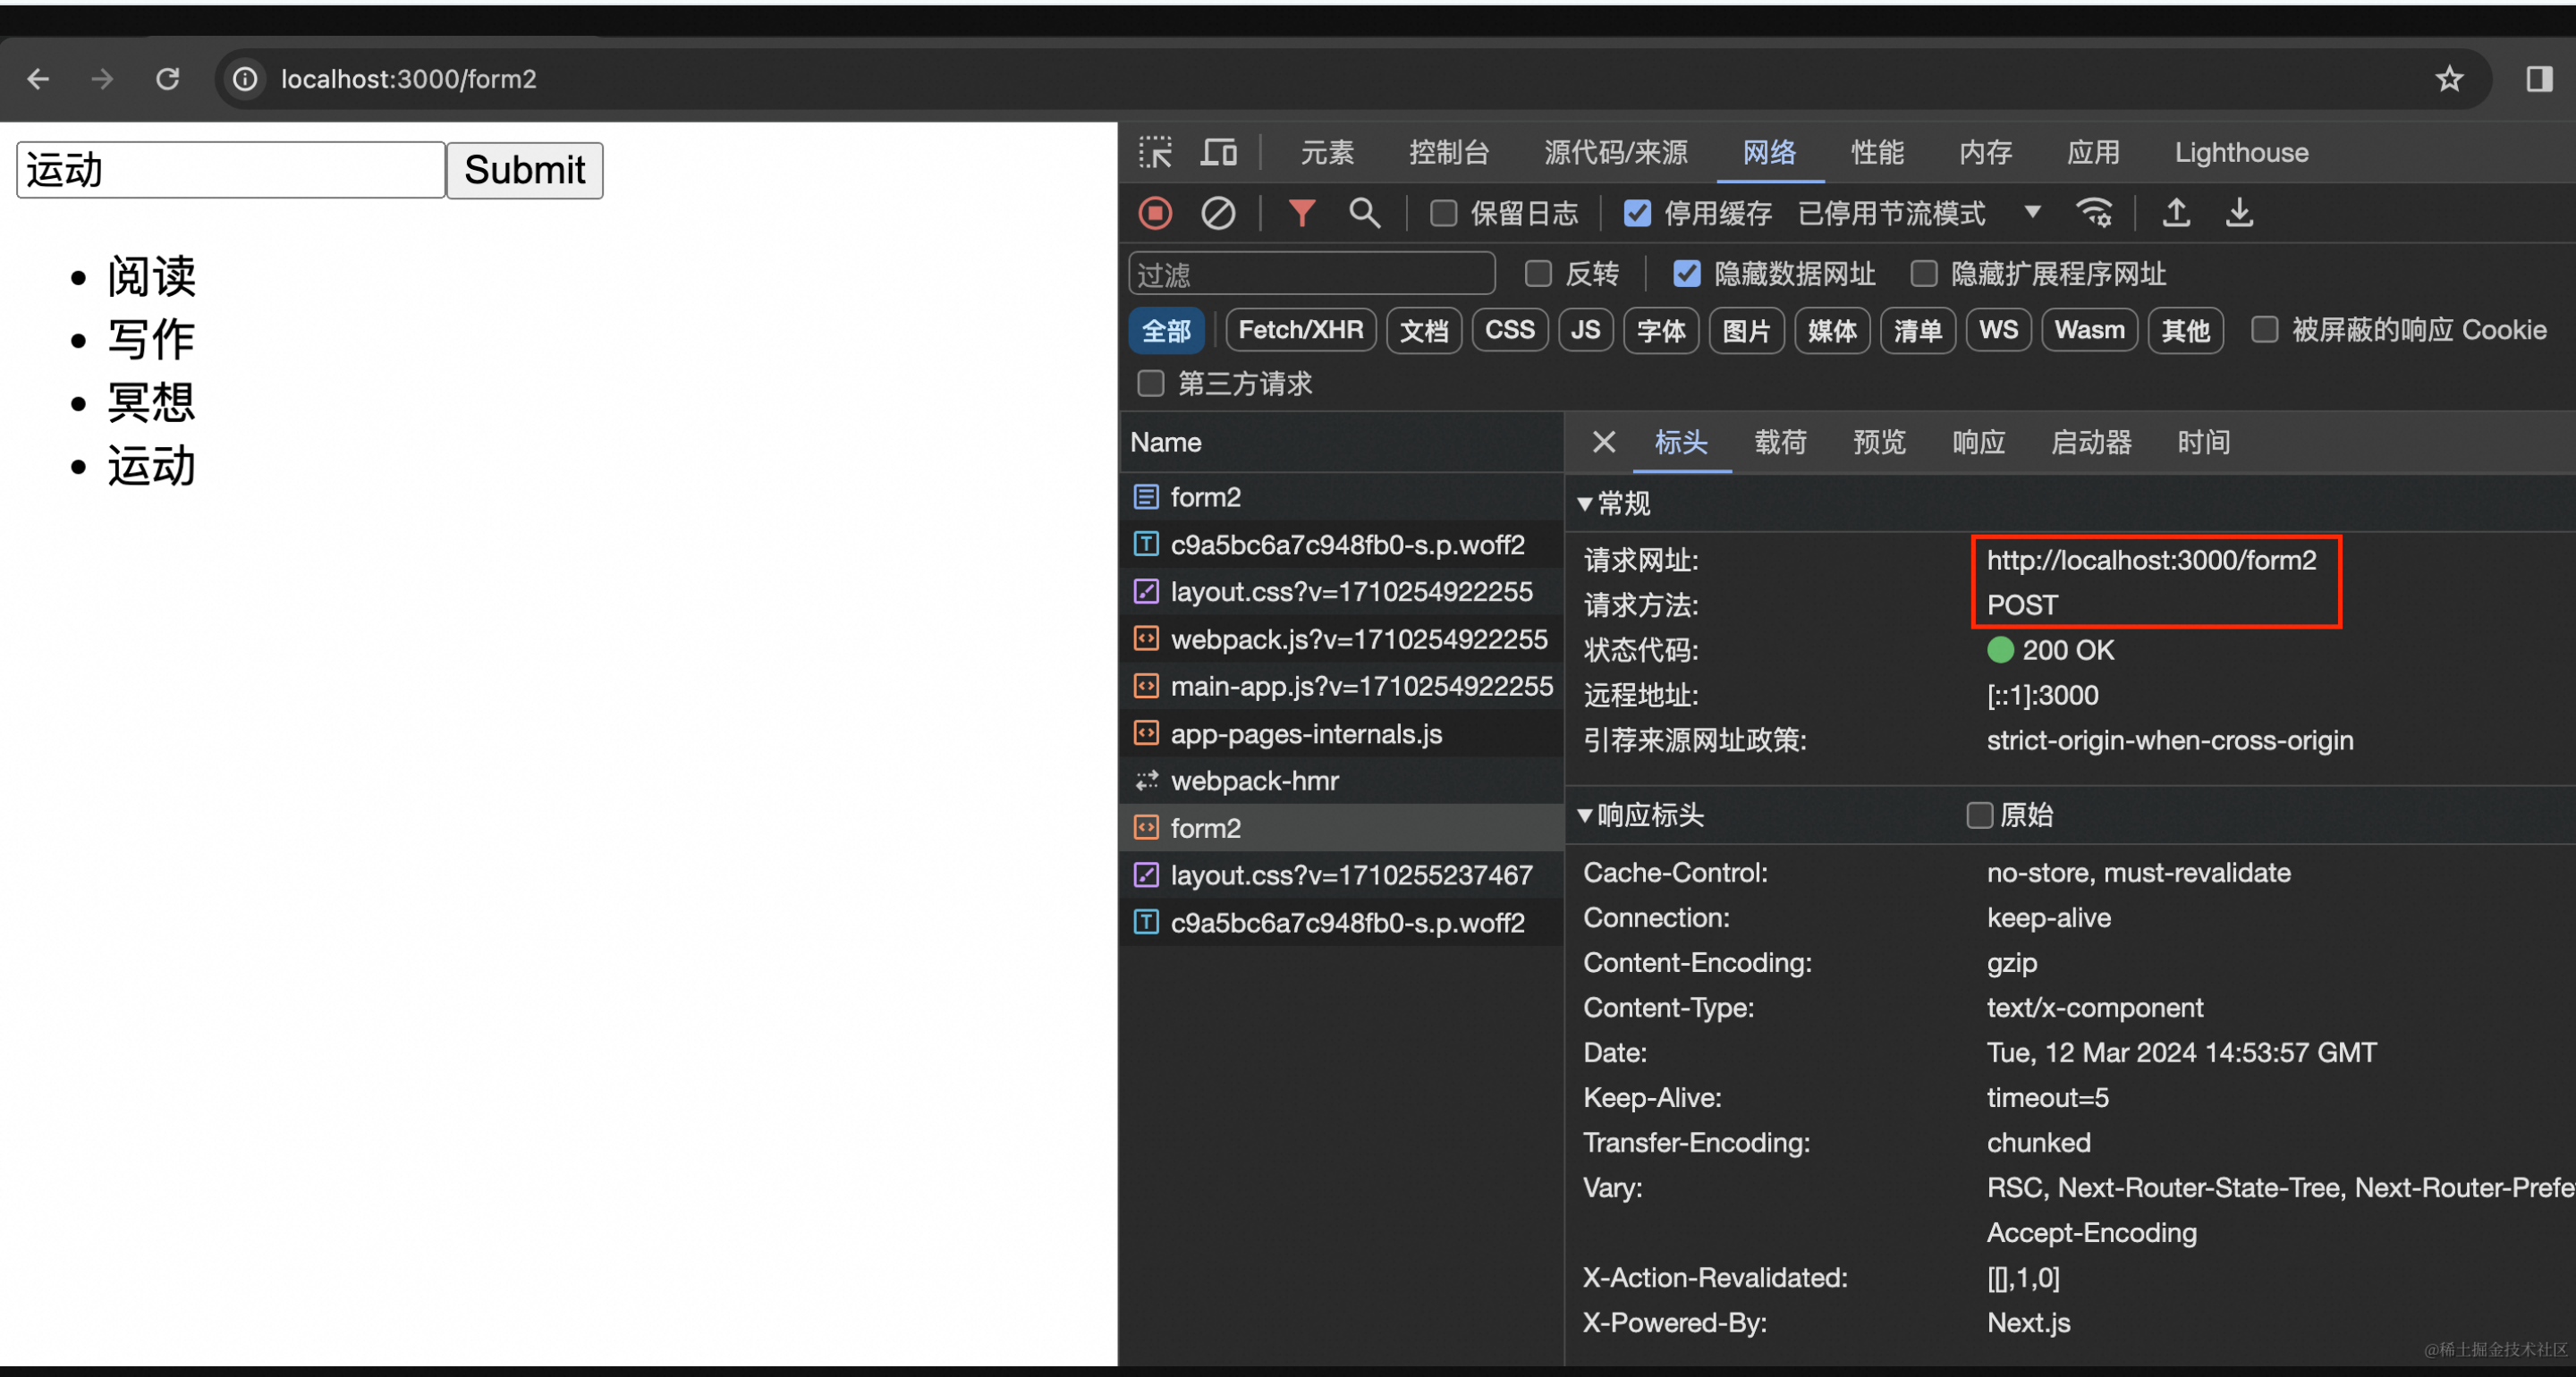 localhost:3000/form2
运动 Submit
阅读
写作
冥想
运动
元素 控制台 源代码/来源 网络 性能 内存 应用 Lighthouse
保留日志 停用缓存 已停用节流模式
过滤 反转 隐藏数据网址 隐藏扩展程序网址
全部 Fetch/XHR 文档 CSS JS 字体 图片 媒体 清单 WS Wasm 其他 被屏蔽的响应 Cookie
第三方请求
Name
form2
c9a5bc6a7c948fb0-s.p.woff2
layout.css?v=1710254922255
webpack.js?v=1710254922255
main-app.js?v=1710254922255
app-pages-internals.js
webpack-hmr
form2
layout.css?v=1710255237467
c9a5bc6a7c948fb0-s.p.woff2
标头 载荷 预览 响应 启动器 时间
常规
请求网址: http://localhost:3000/form2
请求方法: POST
状态代码: 200 OK
远程地址: [::1]:3000
引荐来源网址政策: strict-origin-when-cross-origin
响应标头 原始
Cache-Control: no-store, must-revalidate
Connection: keep-alive
Content-Encoding: gzip
Content-Type: text/x-component
Date: Tue, 12 Mar 2024 14:53:57 GMT
Keep-Alive: timeout=5
Transfer-Encoding: chunked
Vary: RSC, Next-Router-State-Tree, Next-Router-Prefe
Accept-Encoding
X-Action-Revalidated: [[],1,0]
X-Powered-By: Next.js
@稀土掘金技术社区